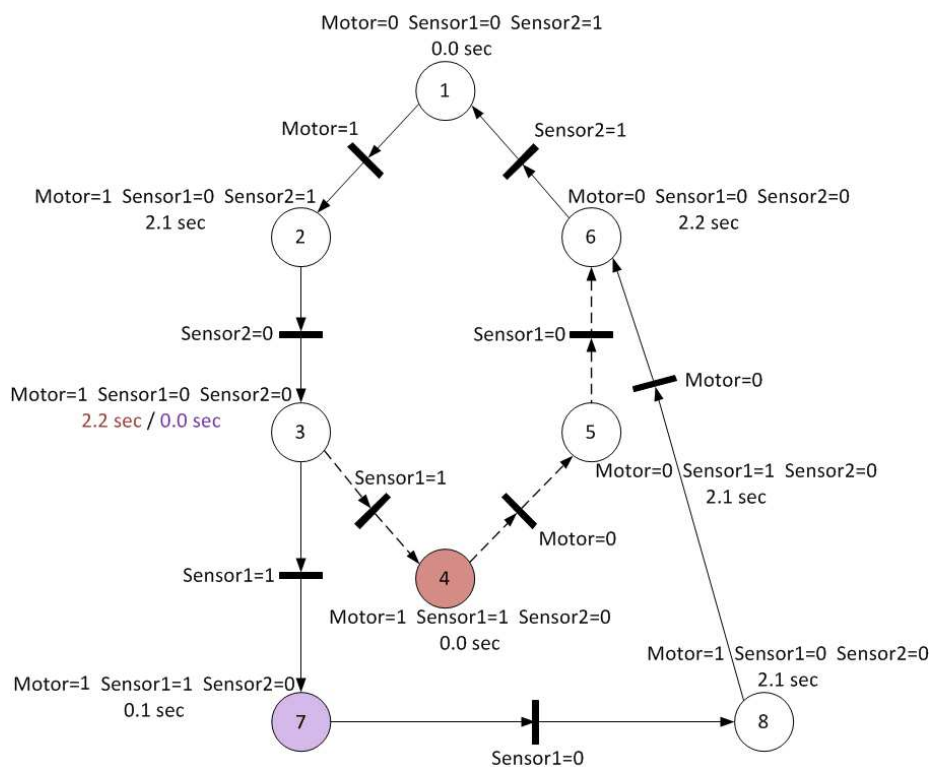 Motor=0 Sensor1=0 Sensor2=1
0.0 sec
1
Motor=1
Sensor2=1
Motor=1 Sensor1=0 Sensor2=1
2.1 sec
2
Motor=0 Sensor1=0 Sensor2=0
2.2 sec
6
Sensor2=0
Sensor1=0
Motor=0
Motor=1 Sensor1=0 Sensor2=0
2.2 sec / 0.0 sec
3
5
Motor=0 Sensor1=1 Sensor2=0
2.1 sec
Sensor1=1
Motor=0
Sensor1=1
4
Motor=1 Sensor1=1 Sensor2=0
0.0 sec
Motor=1 Sensor1=1 Sensor2=0
0.1 sec
7
Motor=1 Sensor1=0 Sensor2=0
2.1 sec
8
Sensor1=0